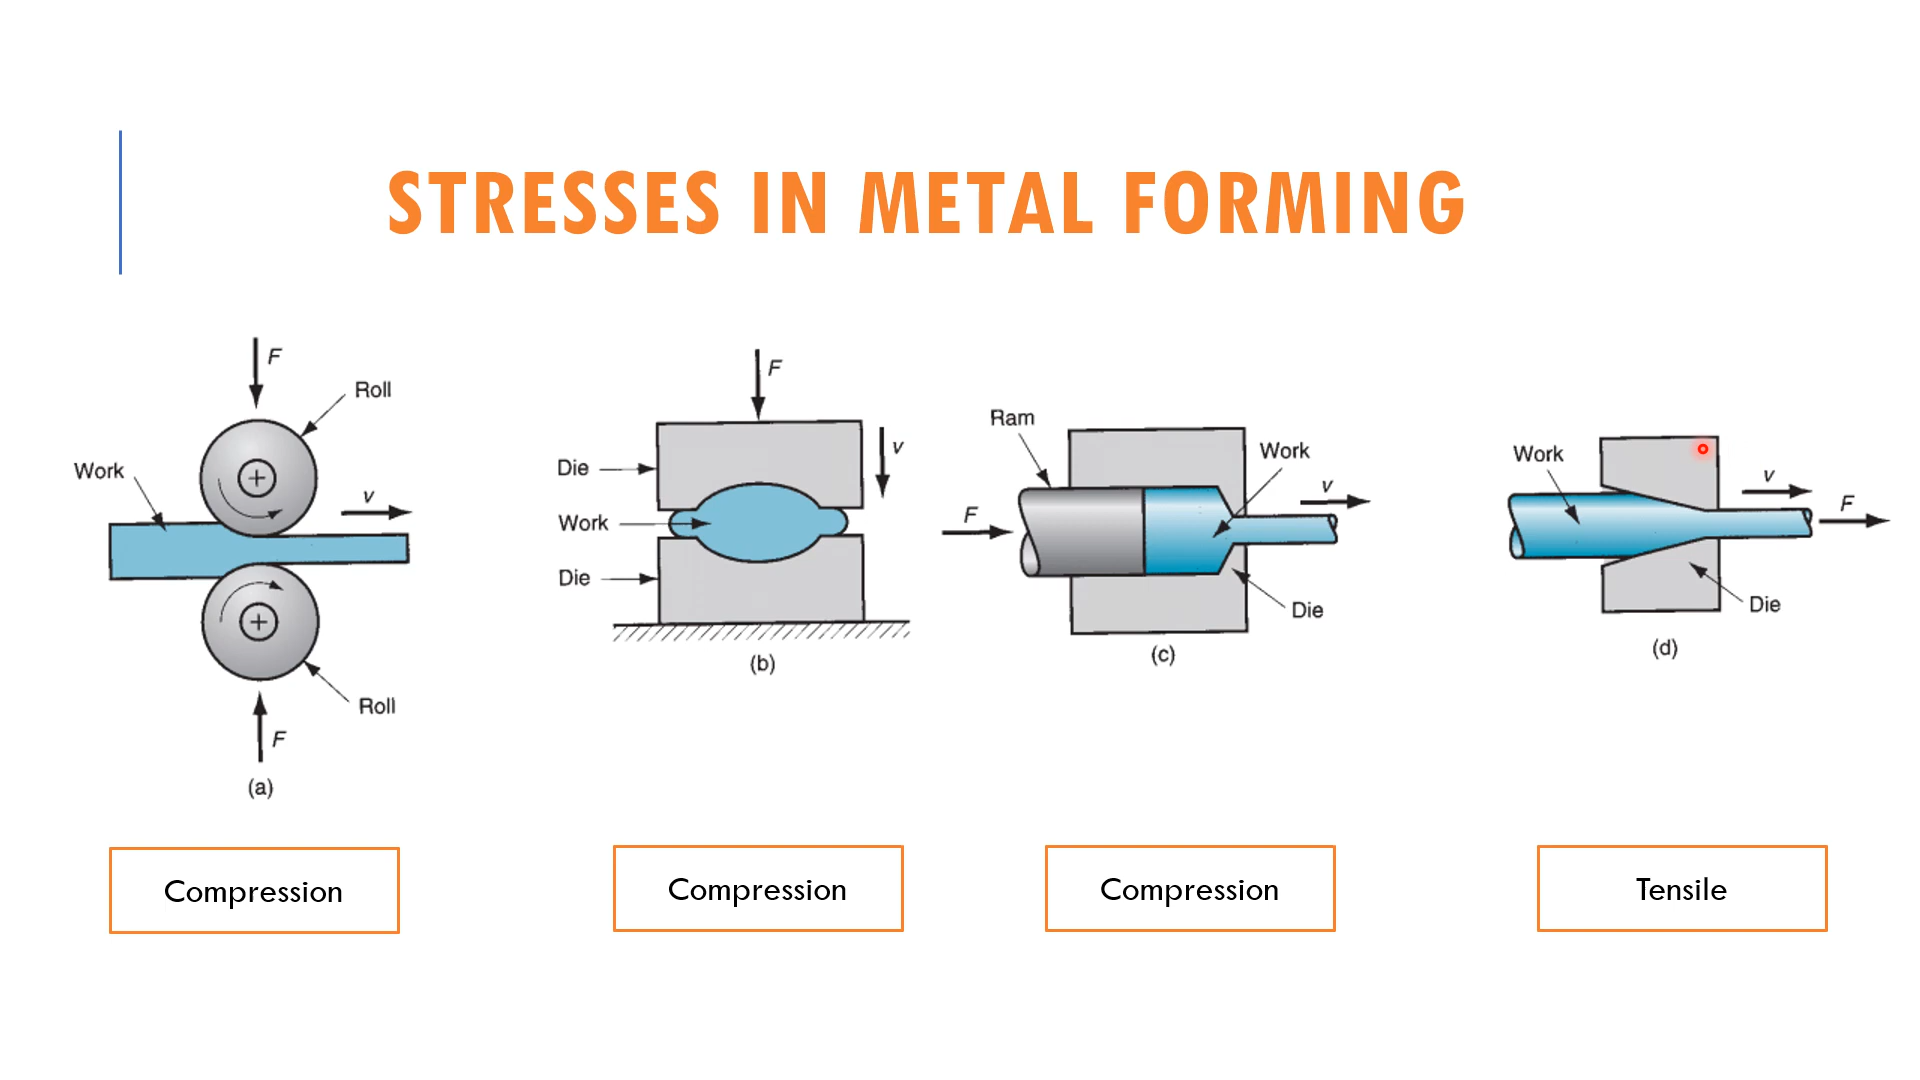 STRESSES IN METAL FORMING
F
Roll
Work
v
Roll
F
(a)
F
v
Die
Work
Die
(b)
Ram
Work
v
F
Die
(c)
Work
v
F
Die
(d)
Compression
Compression
Compression
Tensile